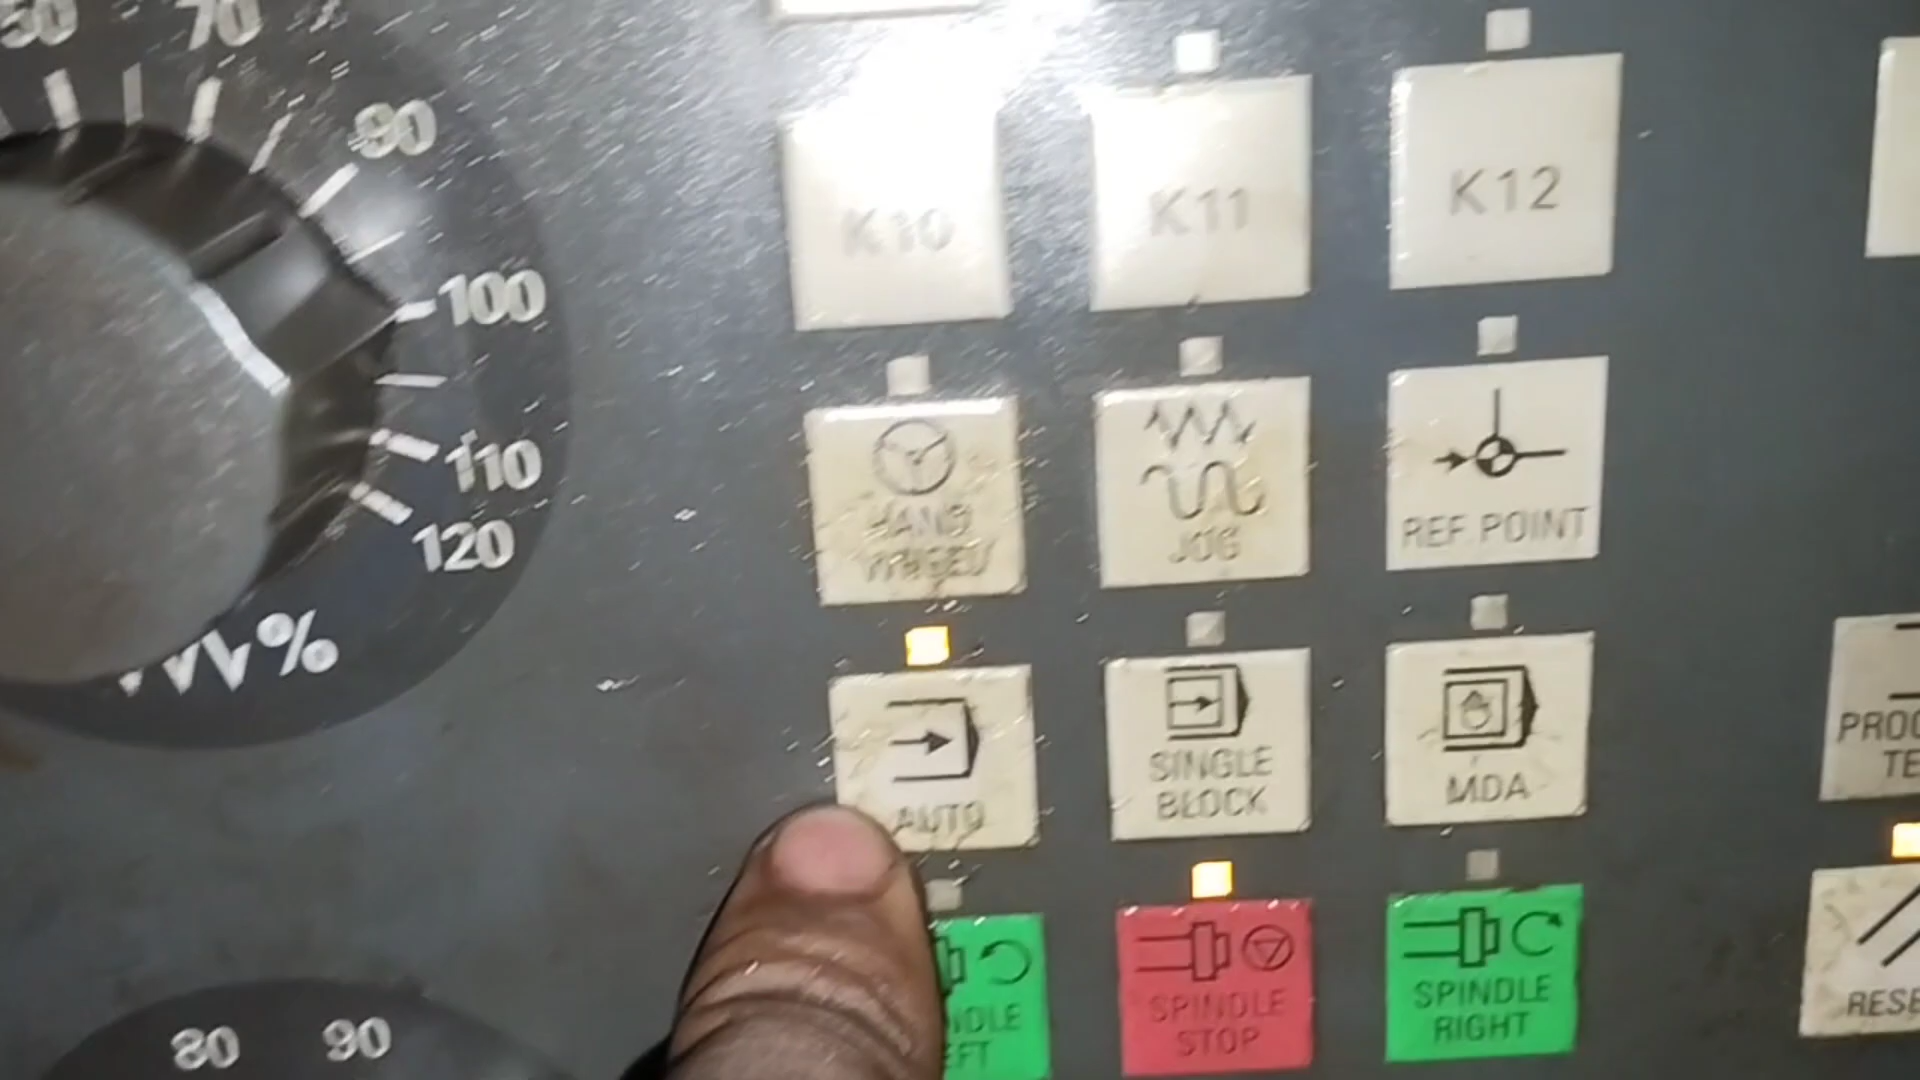 70
90
100
110
120
%
K10
K11
K12
HAND
WHEEL
JOG
REF. POINT
AUTO
SINGLE
BLOCK
MDA
SPINDLE
STOP
SPINDLE
RIGHT
80
90